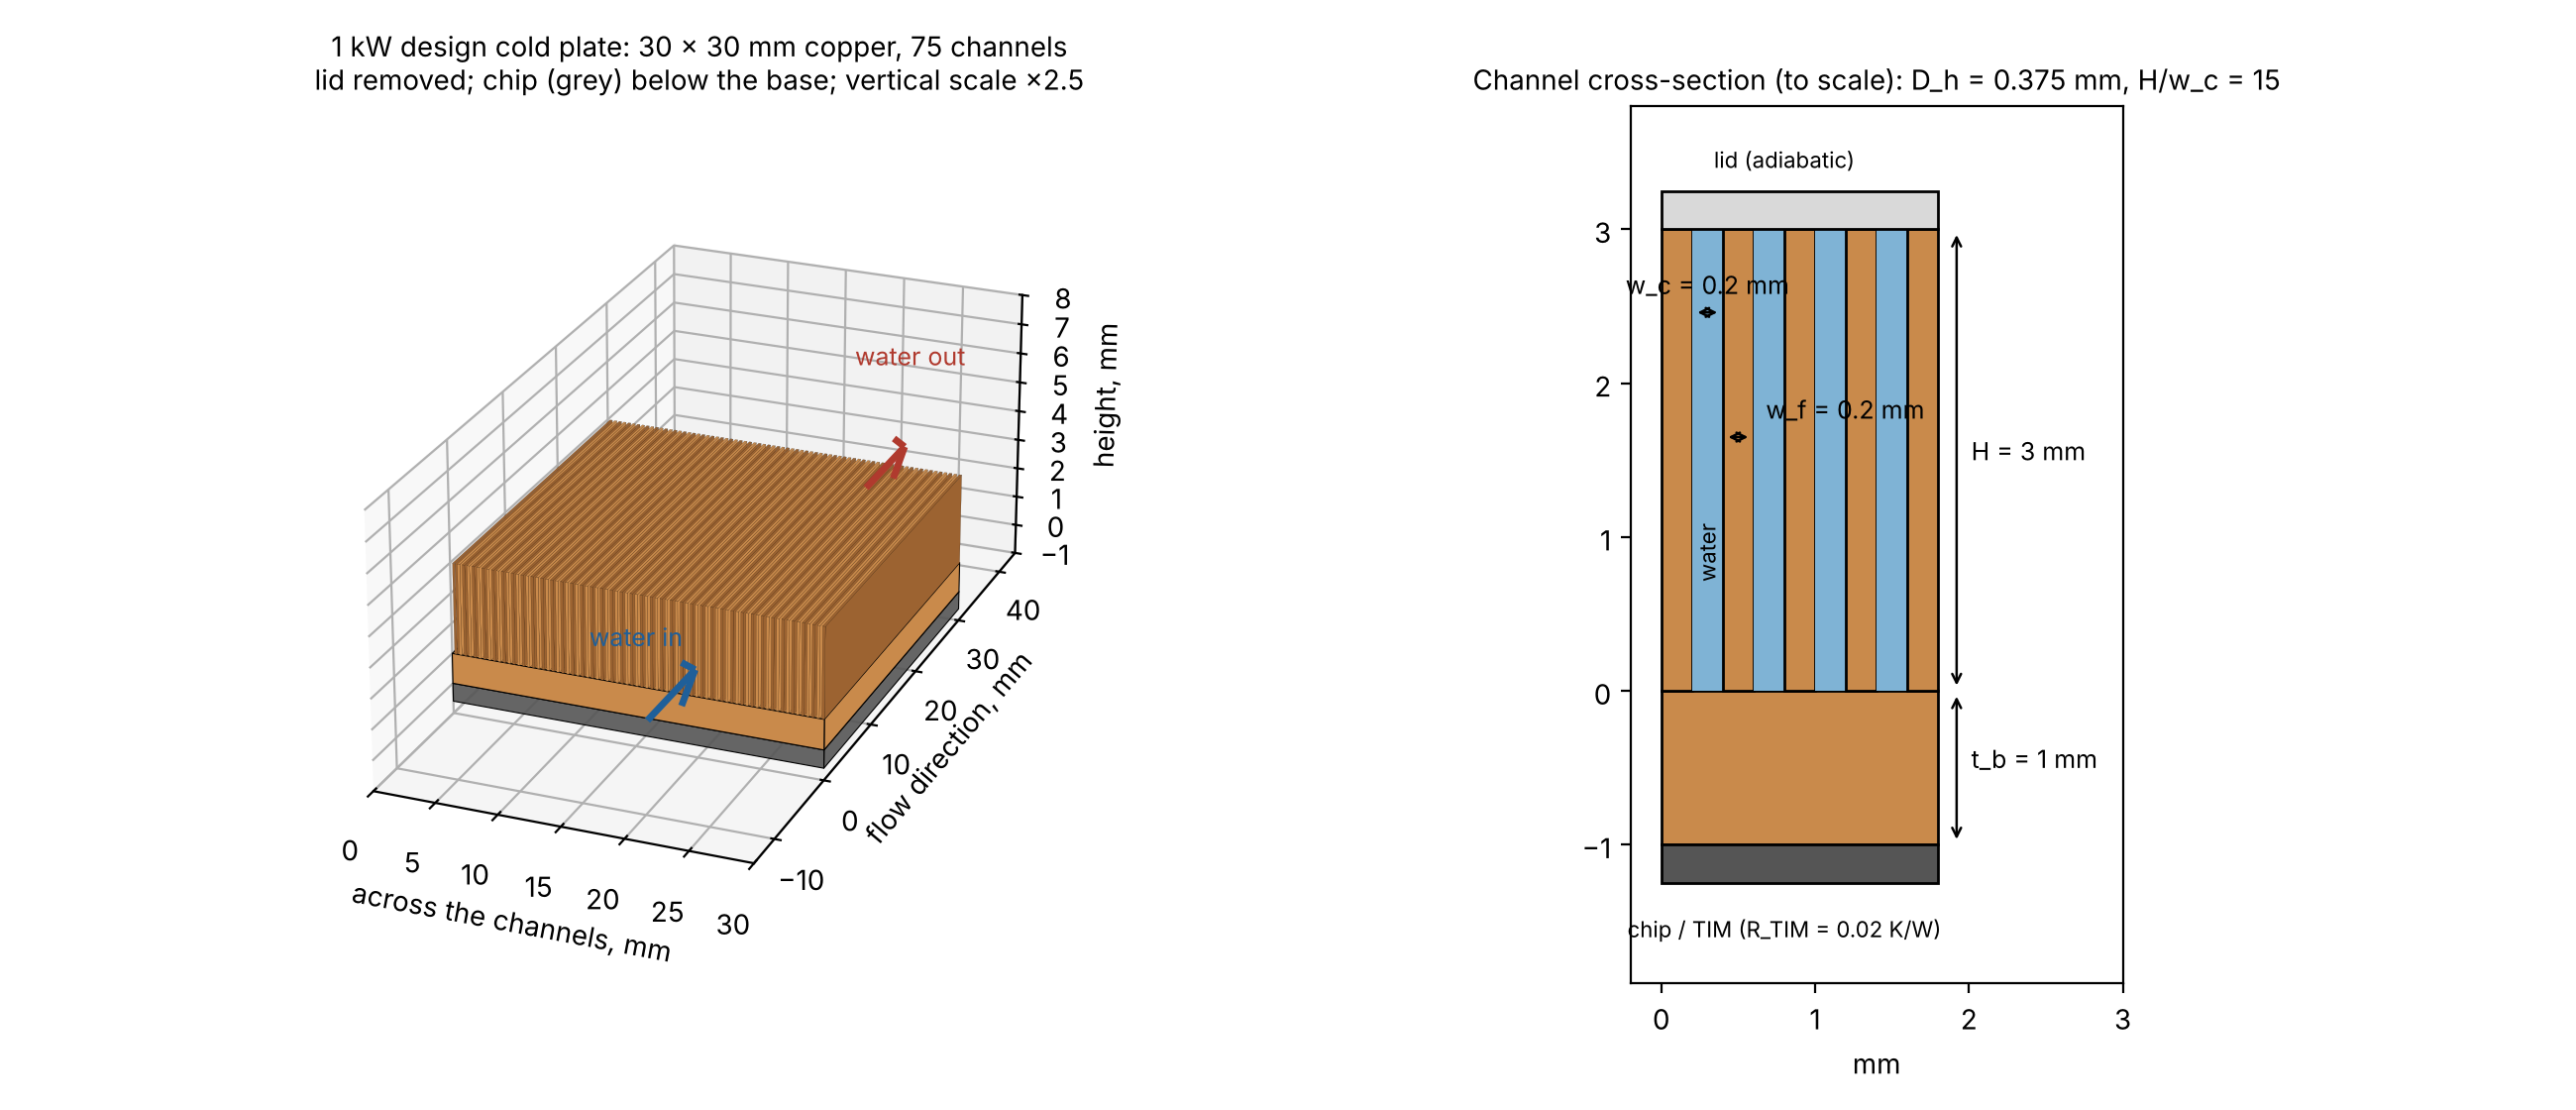 1 kW design cold plate: 30 × 30 mm copper, 75 channels
lid removed; chip (grey) below the base; vertical scale ×2.5
water out
water in
8
7
6
5
4
3
2
1
0
−1
height, mm
40
30
20
10
0
−10
flow direction, mm
0
5
10
15
20
25
30
across the channels, mm
Channel cross-section (to scale): D_h = 0.375 mm, H/w_c = 15
lid (adiabatic)
w_c = 0.2 mm
w_f = 0.2 mm
H = 3 mm
water
t_b = 1 mm
chip / TIM (R_TIM = 0.02 K/W)
3
2
1
0
−1
0
1
2
3
mm